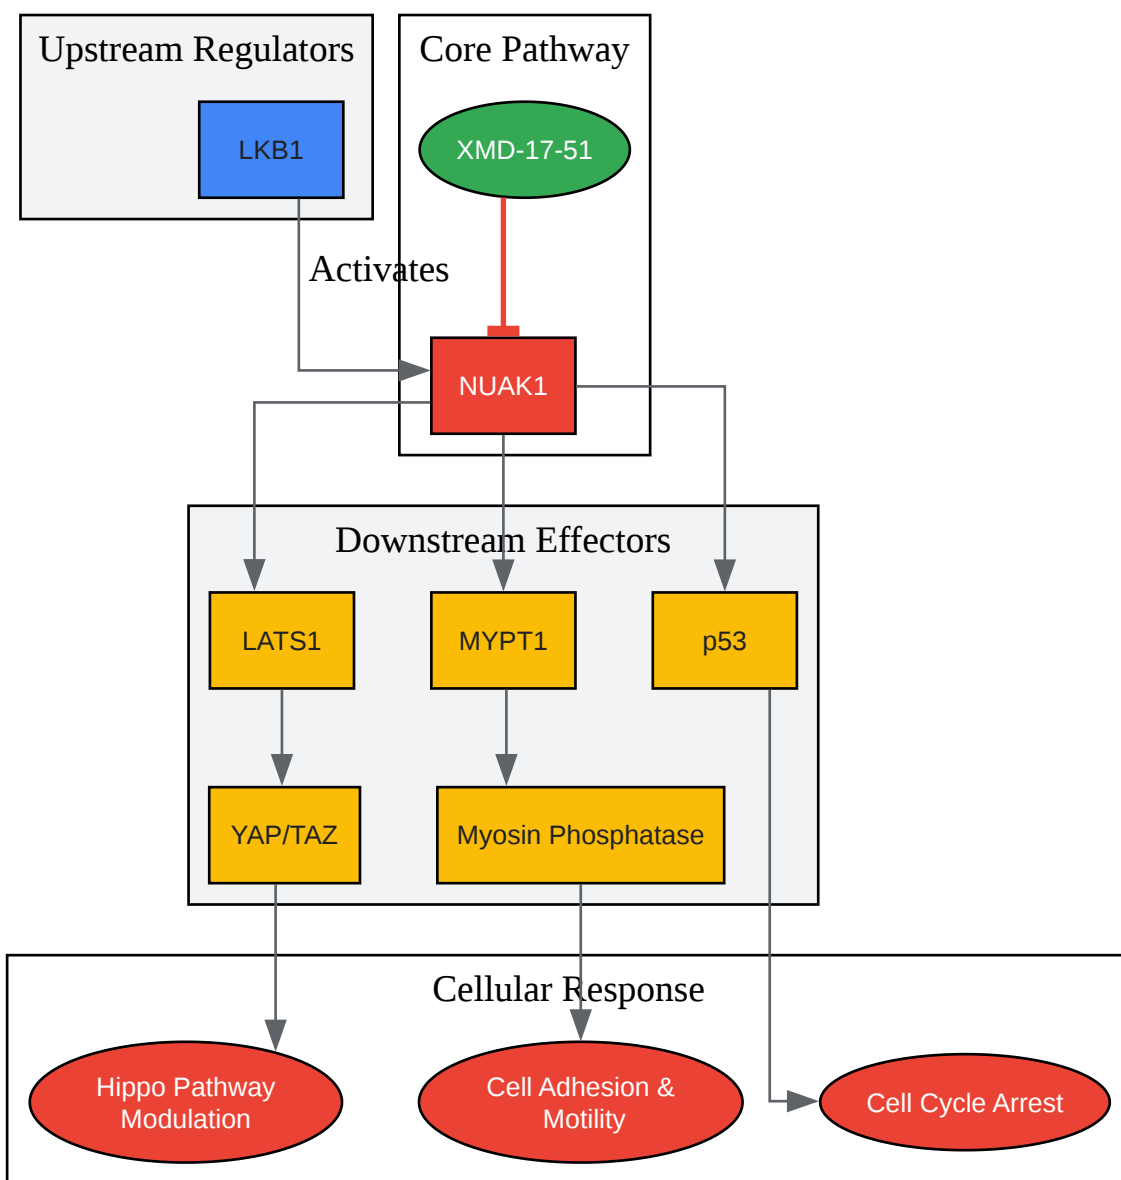 Upstream Regulators
Core Pathway
LKB1
XMD-17-51
Activates
NUAK1
Downstream Effectors
LATS1
MYPT1
p53
YAP/TAZ
Myosin Phosphatase
Cellular Response
Hippo Pathway
Modulation
Cell Adhesion &
Motility
Cell Cycle Arrest